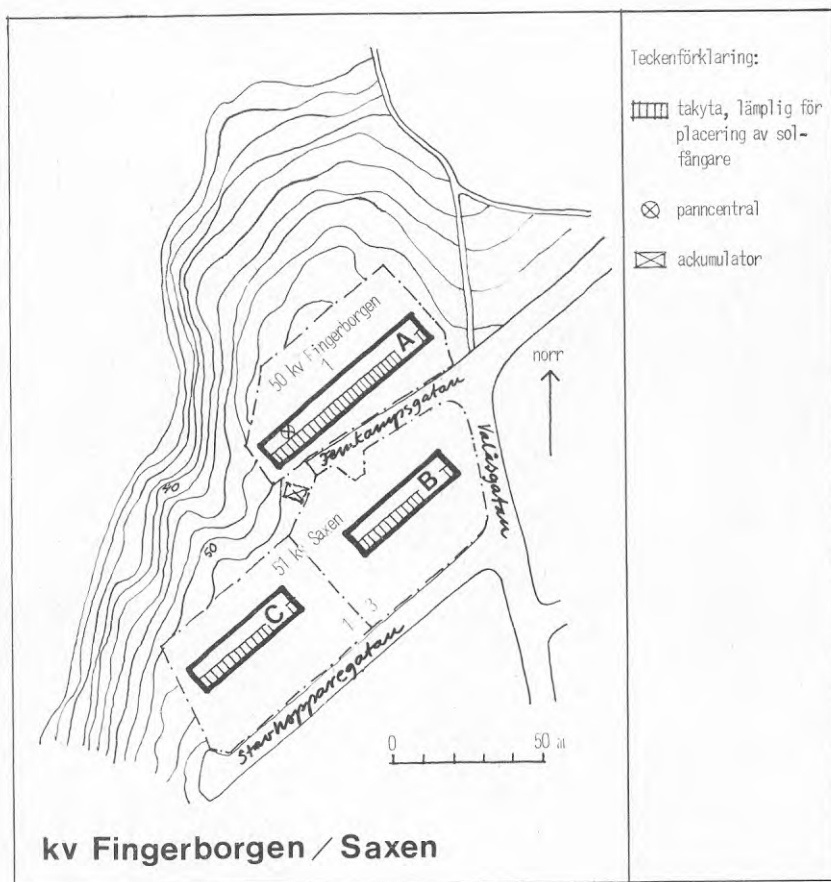 Teckenförklaring:
takyta, lämplig för
placering av sol-
fångare
panncentral
ackumulator
norr
50 kv Fingerborgen
1
A
Femkampsgatan
Valåsgatan
B
51 kv Saxen
40
50
C
1
3
Stavhopparegatan
0
50 m
kv Fingerborgen / Saxen